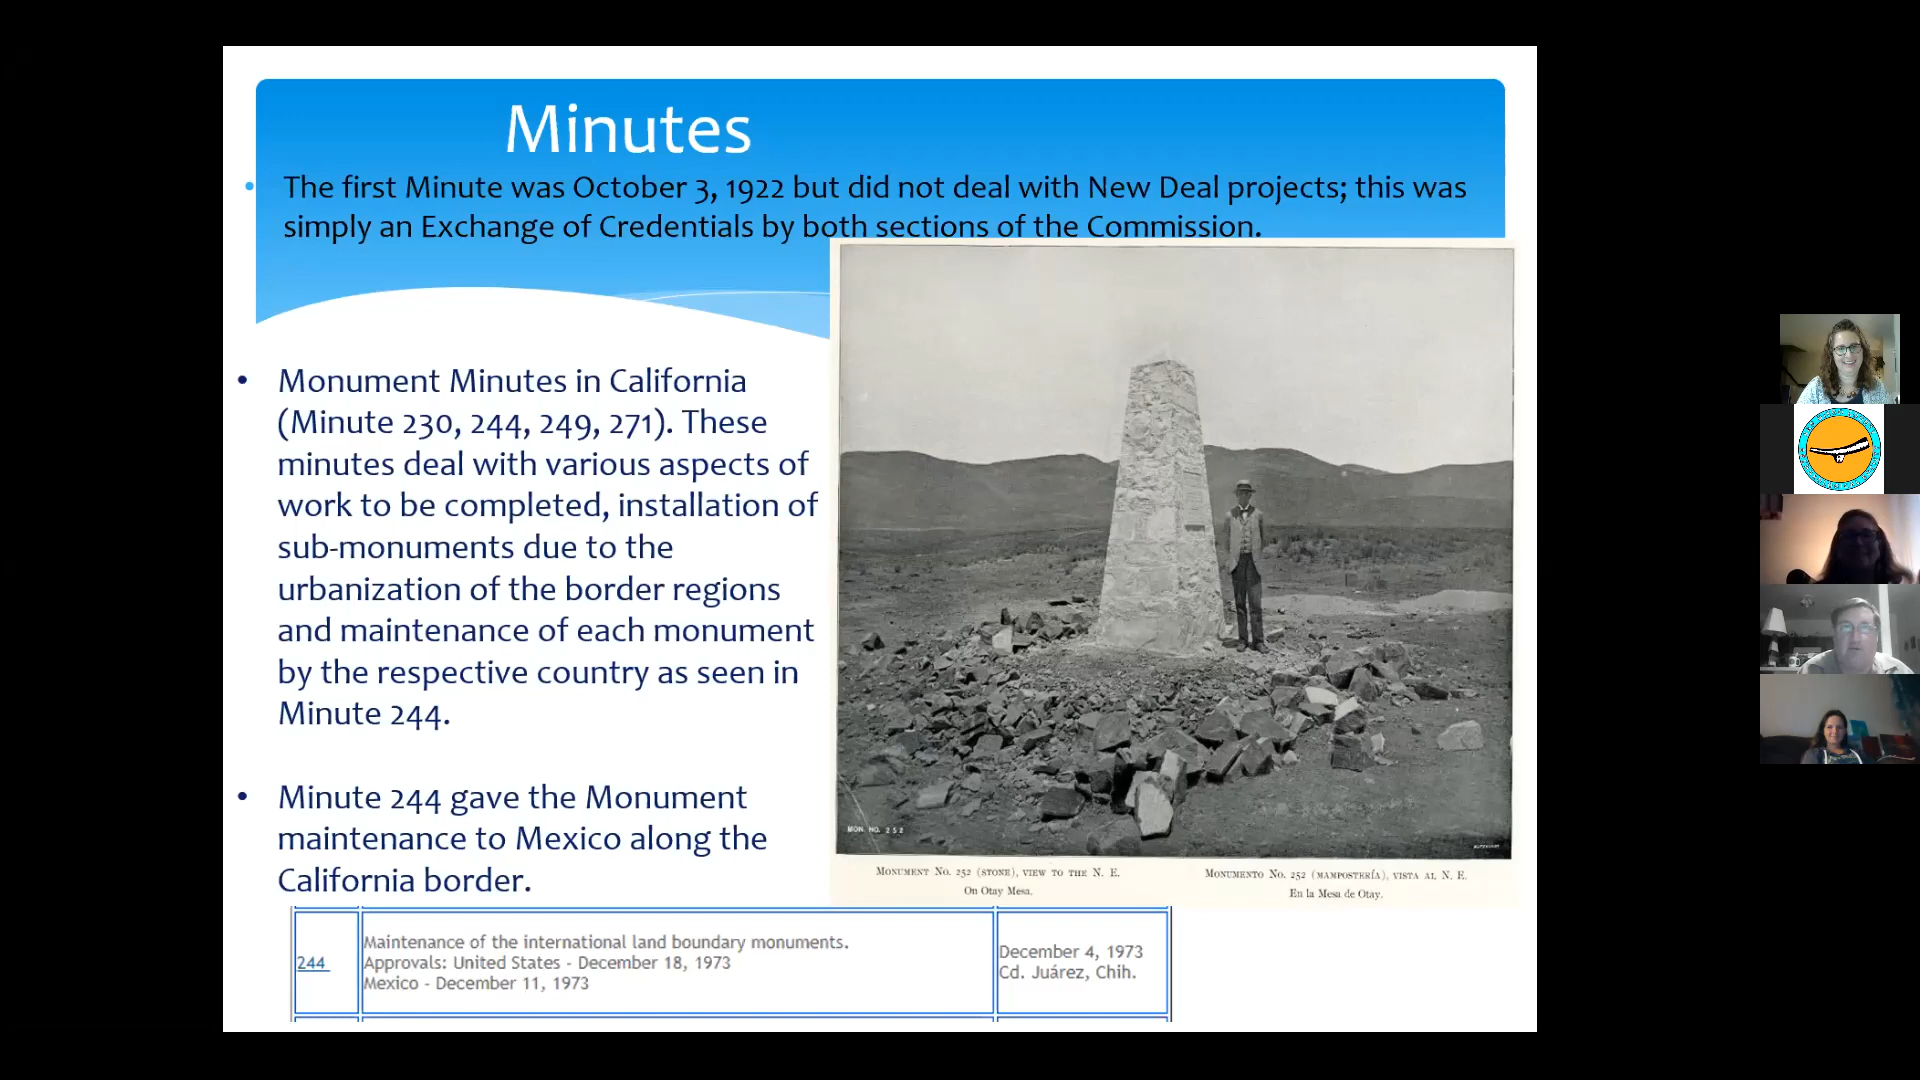 Minutes
• The first Minute was October 3, 1922 but did not deal with New Deal projects; this was
simply an Exchange of Credentials by both sections of the Commission.
• Monument Minutes in California
(Minute 230, 244, 249, 271). These
minutes deal with various aspects of
work to be completed, installation of
sub-monuments due to the
urbanization of the border regions
and maintenance of each monument
by the respective country as seen in
Minute 244.
• Minute 244 gave the Monument
maintenance to Mexico along the
California border.
MON. NO. 252
Monument No. 252 (stone), view to the N. E.
On Otay Mesa.
Monumento No. 252 (mampostería), vista al N. E.
En la Mesa de Otay.
244
Maintenance of the international land boundary monuments.
Approvals: United States - December 18, 1973
Mexico - December 11, 1973
December 4, 1973
Cd. Juárez, Chih.